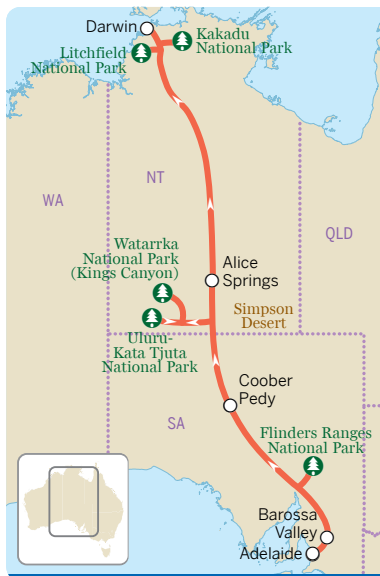 Darwin
Kakadu
National Park
Litchfield
National Park
NT
WA
QLD
Watarrka
National Park
(Kings Canyon)
Alice
Springs
Simpson
Desert
Uluru-
Kata Tjuta
National Park
Coober
Pedy
SA
Flinders Ranges
National Park
Barossa
Valley
Adelaide